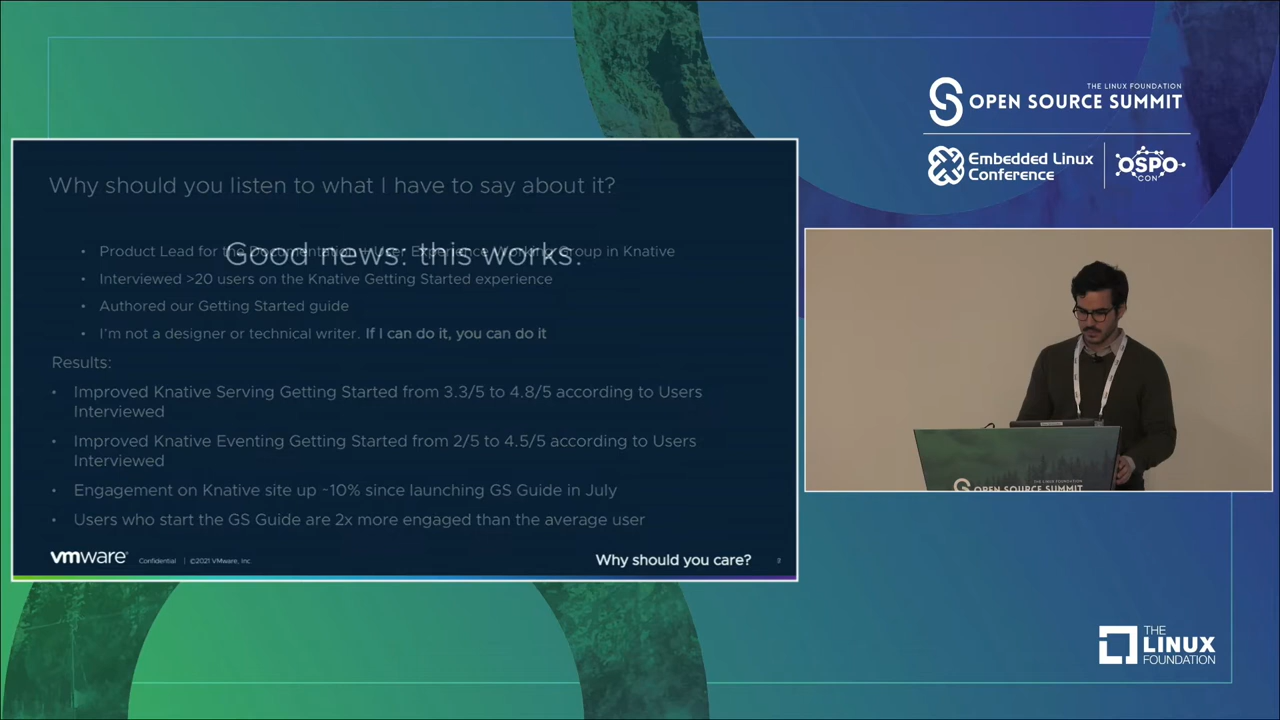 THE LINUX FOUNDATION
OPEN SOURCE SUMMIT
Embedded Linux
Conference
OSPO
CON
Why should you listen to what I have to say about it?
• Product Lead for the Documentation + User Experience Working Group in Knative
Good news: this works.
• Interviewed >20 users on the Knative Getting Started experience
• Authored our Getting Started guide
• I'm not a designer or technical writer. If I can do it, you can do it
Results:
• Improved Knative Serving Getting Started from 3.3/5 to 4.8/5 according to Users
Interviewed
• Improved Knative Eventing Getting Started from 2/5 to 4.5/5 according to Users
Interviewed
• Engagement on Knative site up ~10% since launching GS Guide in July
• Users who start the GS Guide are 2x more engaged than the average user
vmware®
Confidential | ©2021 VMware, Inc.
Why should you care?
THE LINUX FOUNDATION
OPEN SOURCE SUMMIT
THE
LINUX
FOUNDATION